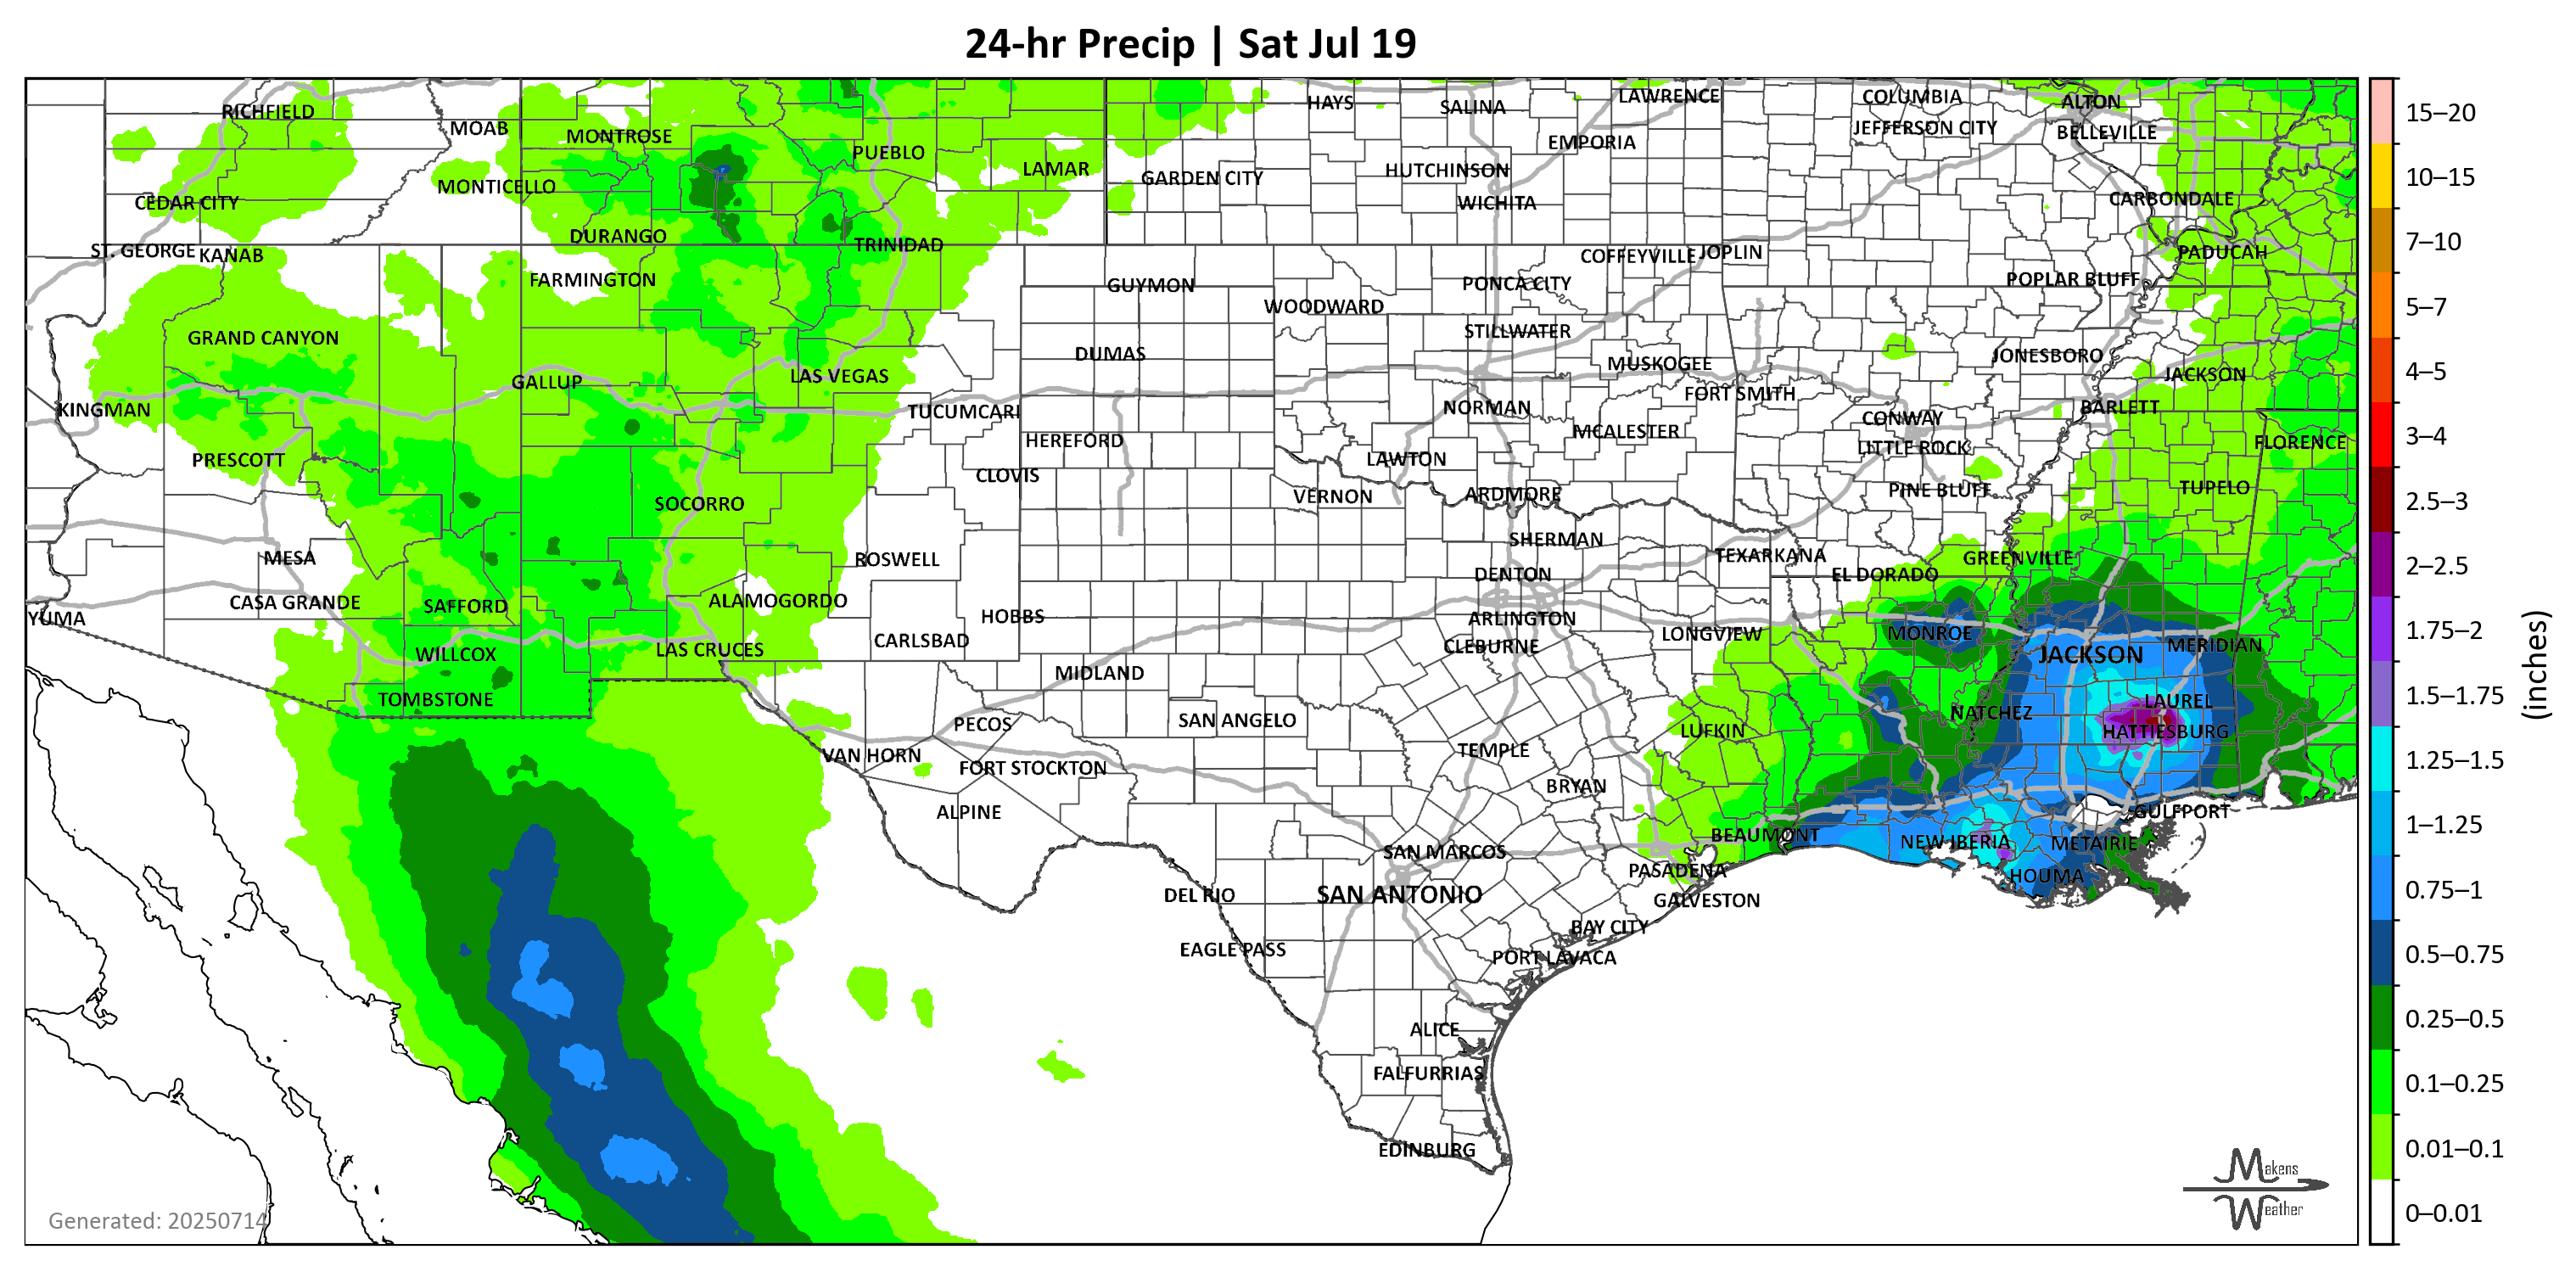 24-hr Precip | Sat Jul 19
RICHFIELD
MOAB
MONTROSE
PUEBLO
LAMAR
HAYS
SALINA
LAWRENCE
EMPORIA
COLUMBIA
JEFFERSON CITY
ALTON
BELLEVILLE
MONTICELLO
CEDAR CITY
GARDEN CITY
HUTCHINSON
WICHITA
CARBONDALE
ST. GEORGE
KANAB
DURANGO
TRINIDAD
COFFEYVILLE
JOPLIN
PADUCAH
FARMINGTON
GUYMON
WOODWARD
PONCA CITY
POPLAR BLUFF
GRAND CANYON
DUMAS
STILLWATER
MUSKOGEE
JONESBORO
JACKSON
KINGMAN
GALLUP
LAS VEGAS
TUCUMCARI
NORMAN
FORT SMITH
CONWAY
BARLETT
PRESCOTT
HEREFORD
MCALESTER
LITTLE ROCK
FLORENCE
CLOVIS
LAWTON
SOCORRO
VERNON
ARDMORE
PINE BLUFF
TUPELO
MESA
ROSWELL
SHERMAN
TEXARKANA
GREENVILLE
DENTON
EL DORADO
YUMA
CASA GRANDE
SAFFORD
ALAMOGORDO
HOBBS
ARLINGTON
WILLCOX
LAS CRUCES
CARLSBAD
CLEBURNE
LONGVIEW
MONROE
JACKSON
MERIDIAN
TOMBSTONE
MIDLAND
PECOS
SAN ANGELO
LUFKIN
NATCHEZ
LAUREL
HATTIESBURG
VAN HORN
FORT STOCKTON
TEMPLE
BRYAN
ALPINE
BEAUMONT
GULFPORT
SAN MARCOS
NEW IBERIA
METAIRIE
PASADENA
HOUMA
DEL RIO
SAN ANTONIO
GALVESTON
EAGLE PASS
BAY CITY
PORT LAVACA
ALICE
FALFURRIAS
EDINBURG
Generated: 20250714
Makens
Weather
15–20
10–15
7–10
5–7
4–5
3–4
2.5–3
2–2.5
1.75–2
1.5–1.75
1.25–1.5
1–1.25
0.75–1
0.5–0.75
0.25–0.5
0.1–0.25
0.01–0.1
0–0.01
(inches)